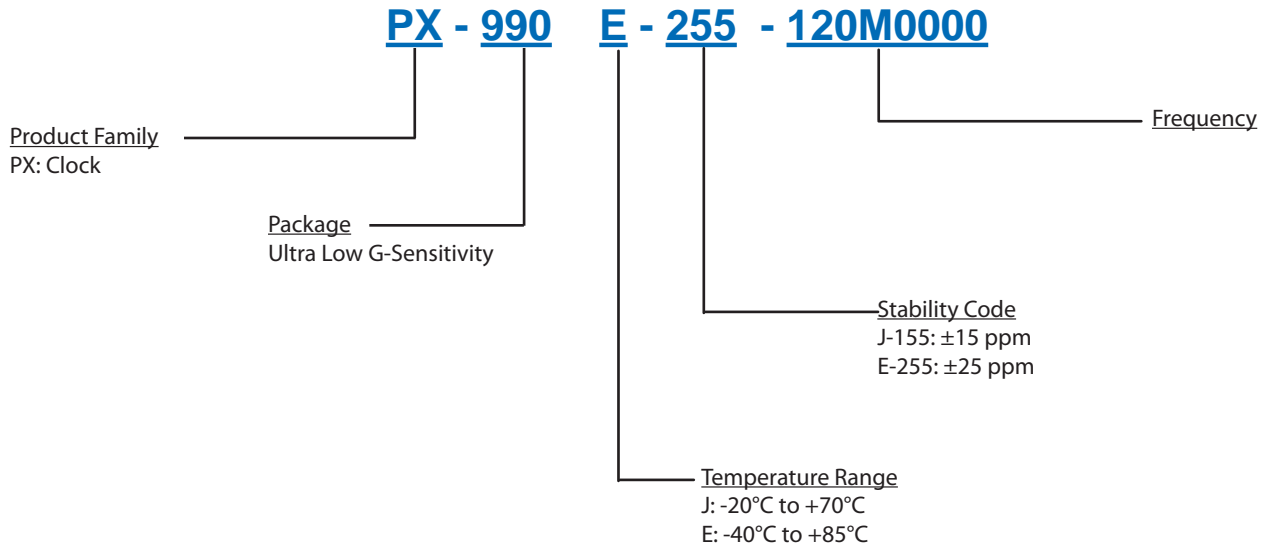 PX - 990 E - 255 - 120M0000
Product Family
PX: Clock
Frequency
Package
Ultra Low G-Sensitivity
Stability Code
J-155: ±15 ppm
E-255: ±25 ppm
Temperature Range
J: -20°C to +70°C
E: -40°C to +85°C